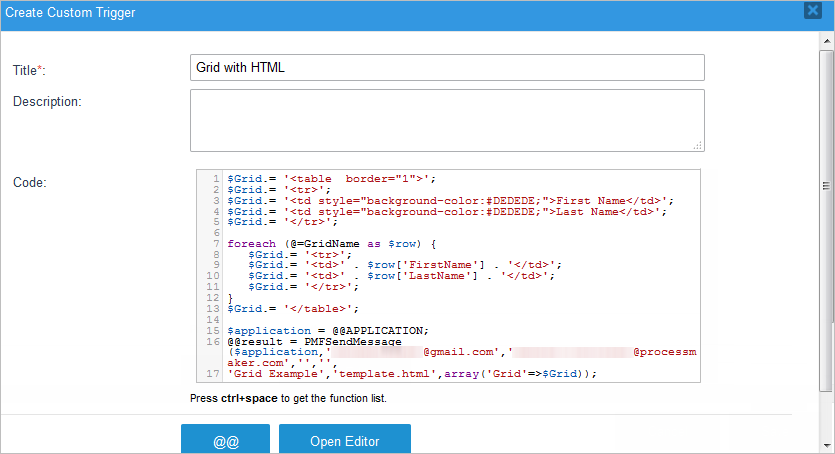 Create Custom Trigger
Title*:
Grid with HTML
Description:
Code:
1 $Grid.= '<table  border="1">';
2 $Grid.= '<tr>';
3 $Grid.= '<td style="background-color:#DEDEDE;">First Name</td>';
4 $Grid.= '<td style="background-color:#DEDEDE;">Last Name</td>';
5 $Grid.= '</tr>';
6
7 foreach (@=GridName as $row) {
8    $Grid.= '<tr>';
9    $Grid.= '<td>' . $row['FirstName'] . '</td>';
10    $Grid.= '<td>' . $row['LastName'] . '</td>';
11    $Grid.= '</tr>';
12 }
13 $Grid.= '</table>';
14
15 $application = @@APPLICATION;
16 @@result = PMFSendMessage
($application,'@gmail.com','@processm
aker.com','','',
17 'Grid Example','template.html',array('Grid'=>$Grid));
Press ctrl+space to get the function list.
@@
Open Editor